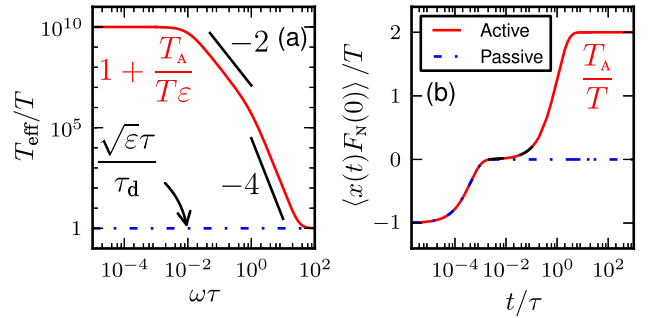 (a)
T_eff/T
10^10
10^5
1
1 + T_A/(Tε)
−2
−4
√ε τ/τ_d
10^−4 10^−2 10^0 10^2
ωτ
Active
Passive
(b)
⟨x(t)F_N(0)⟩/T
2
1
0
−1
T_A/T
10^−4 10^−2 10^0 10^2
t/τ